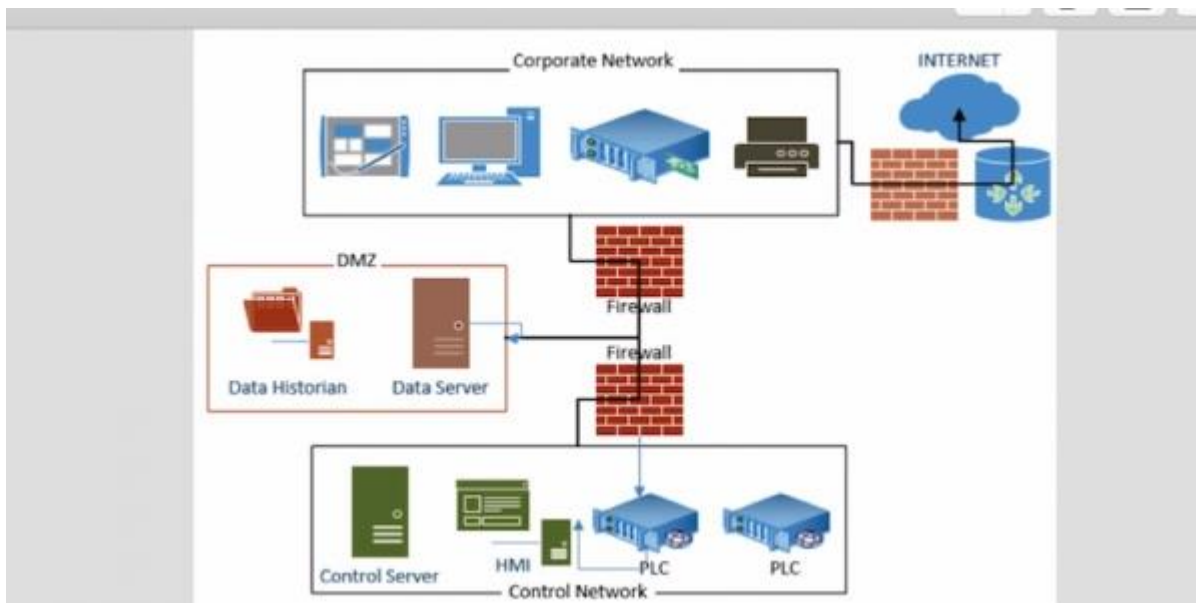 Corporate Network
INTERNET
Firewall
DMZ
Firewall
Data Historian
Data Server
Control Server
HMI
PLC
PLC
Control Network